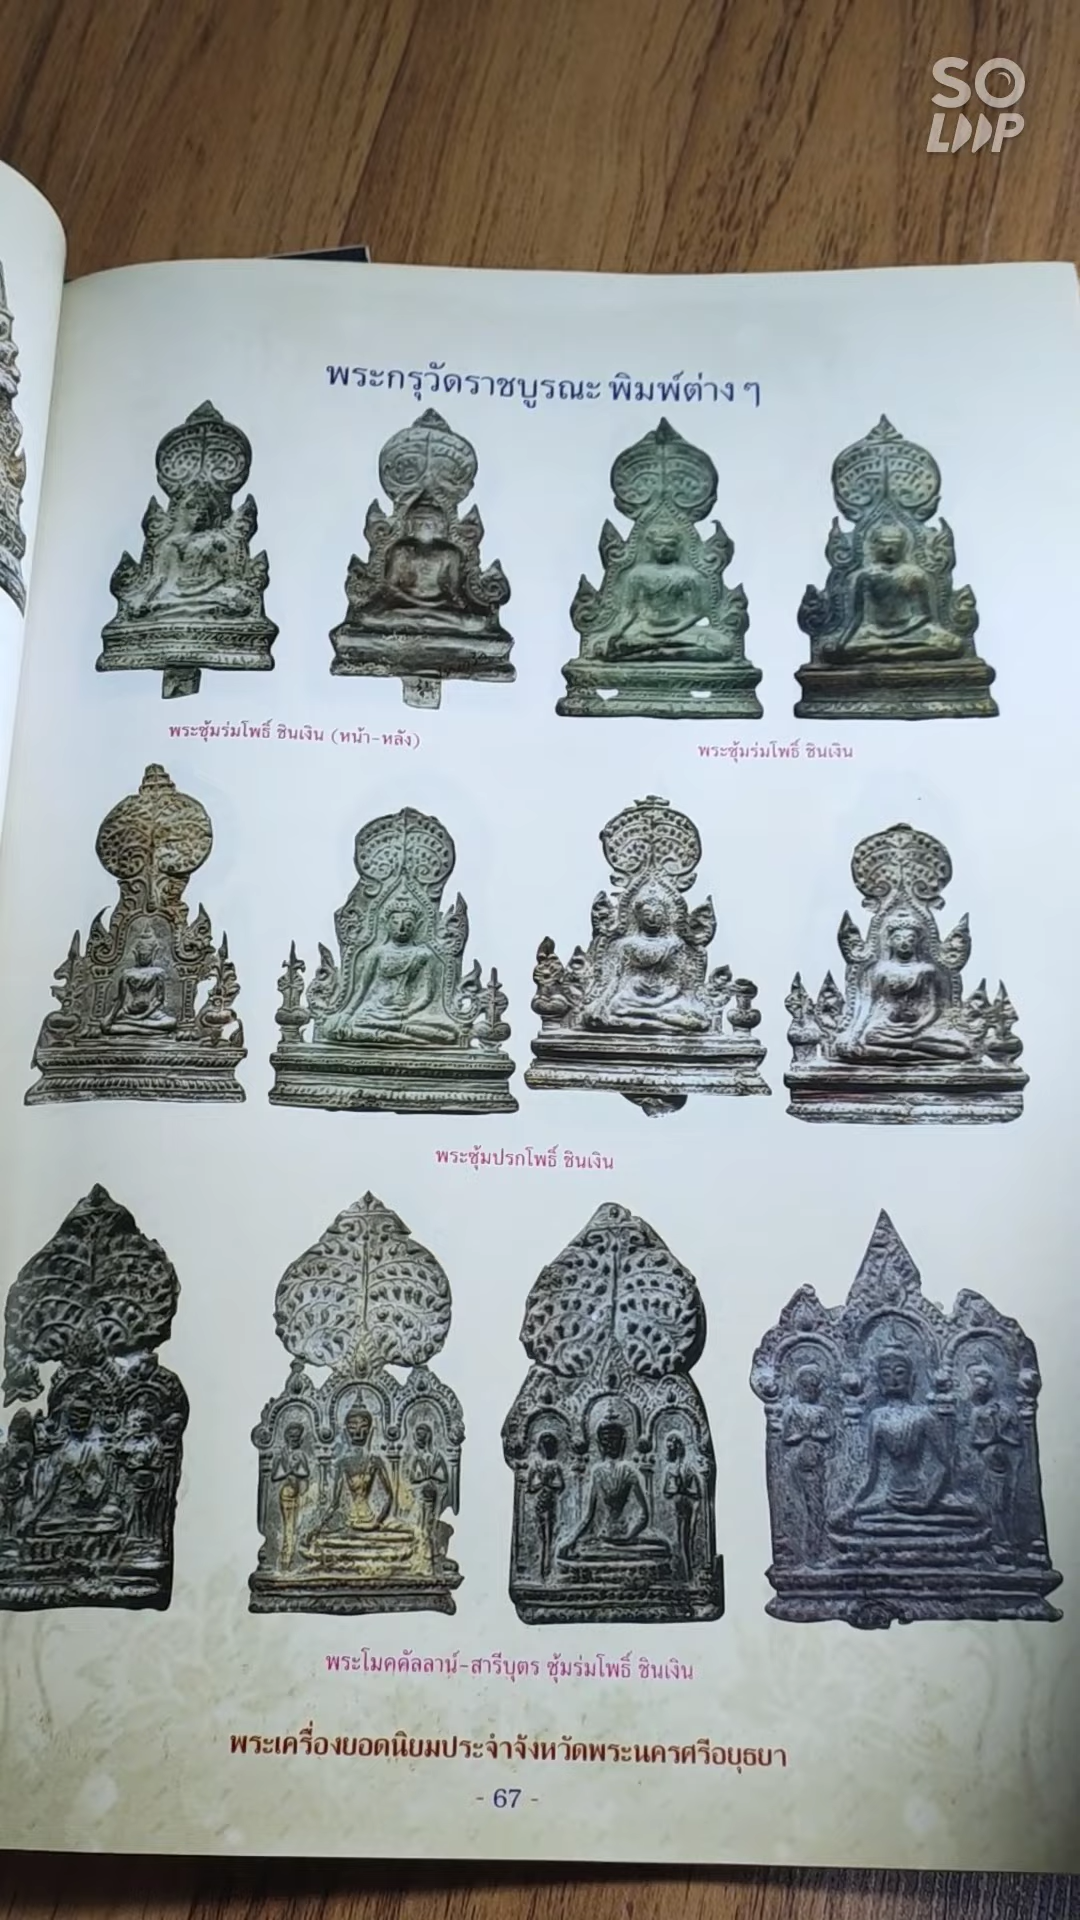 SO
LOOP
พระกรุวัดราชบูรณะ พิมพ์ต่าง ๆ
พระซุ้มร่มโพธิ์ ชินเงิน (หน้า-หลัง)
พระซุ้มร่มโพธิ์ ชินเงิน
พระซุ้มปรกโพธิ์ ชินเงิน
พระโมคคัลลาน์-สารีบุตร ซุ้มร่มโพธิ์ ชินเงิน
พระเครื่องยอดนิยมประจำจังหวัดพระนครศรีอยุธยา
- 67 -